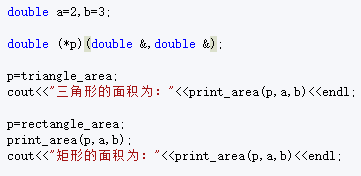 double a=2,b=3;
double (*p)(double &,double &);
p=triangle_area;
cout<<"三角形的面积为："<<print_area(p,a,b)<<endl;
p=rectangle_area;
print_area(p,a,b);
cout<<"矩形的面积为："<<print_area(p,a,b)<<endl;